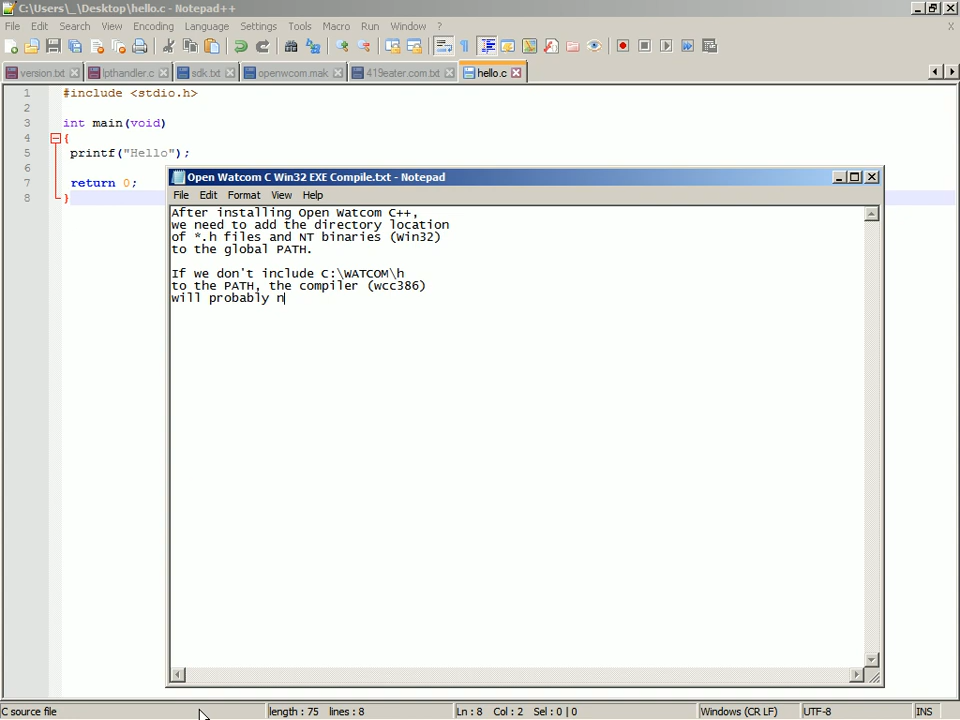 C:\Users\_\Desktop\hello.c - Notepad++
File Edit Search View Encoding Language Settings Tools Macro Run Window ? X
version.txt lpthandler.c sdk.txt openwcom.mak 419eater.com.txt hello.c
1 #include <stdio.h>
2
3 int main(void)
4 {
5 printf("Hello");
6
7 return 0;
8 }
Open Watcom C Win32 EXE Compile.txt - Notepad
File Edit Format View Help
After installing Open Watcom C++,
we need to add the directory location
of *.h files and NT binaries (Win32)
to the global PATH.
If we don't include C:\WATCOM\h
to the PATH, the compiler (wcc386)
will probably n
C source file length : 75 lines : 8 Ln : 8 Col : 2 Sel : 0 | 0 Windows (CR LF) UTF-8 INS